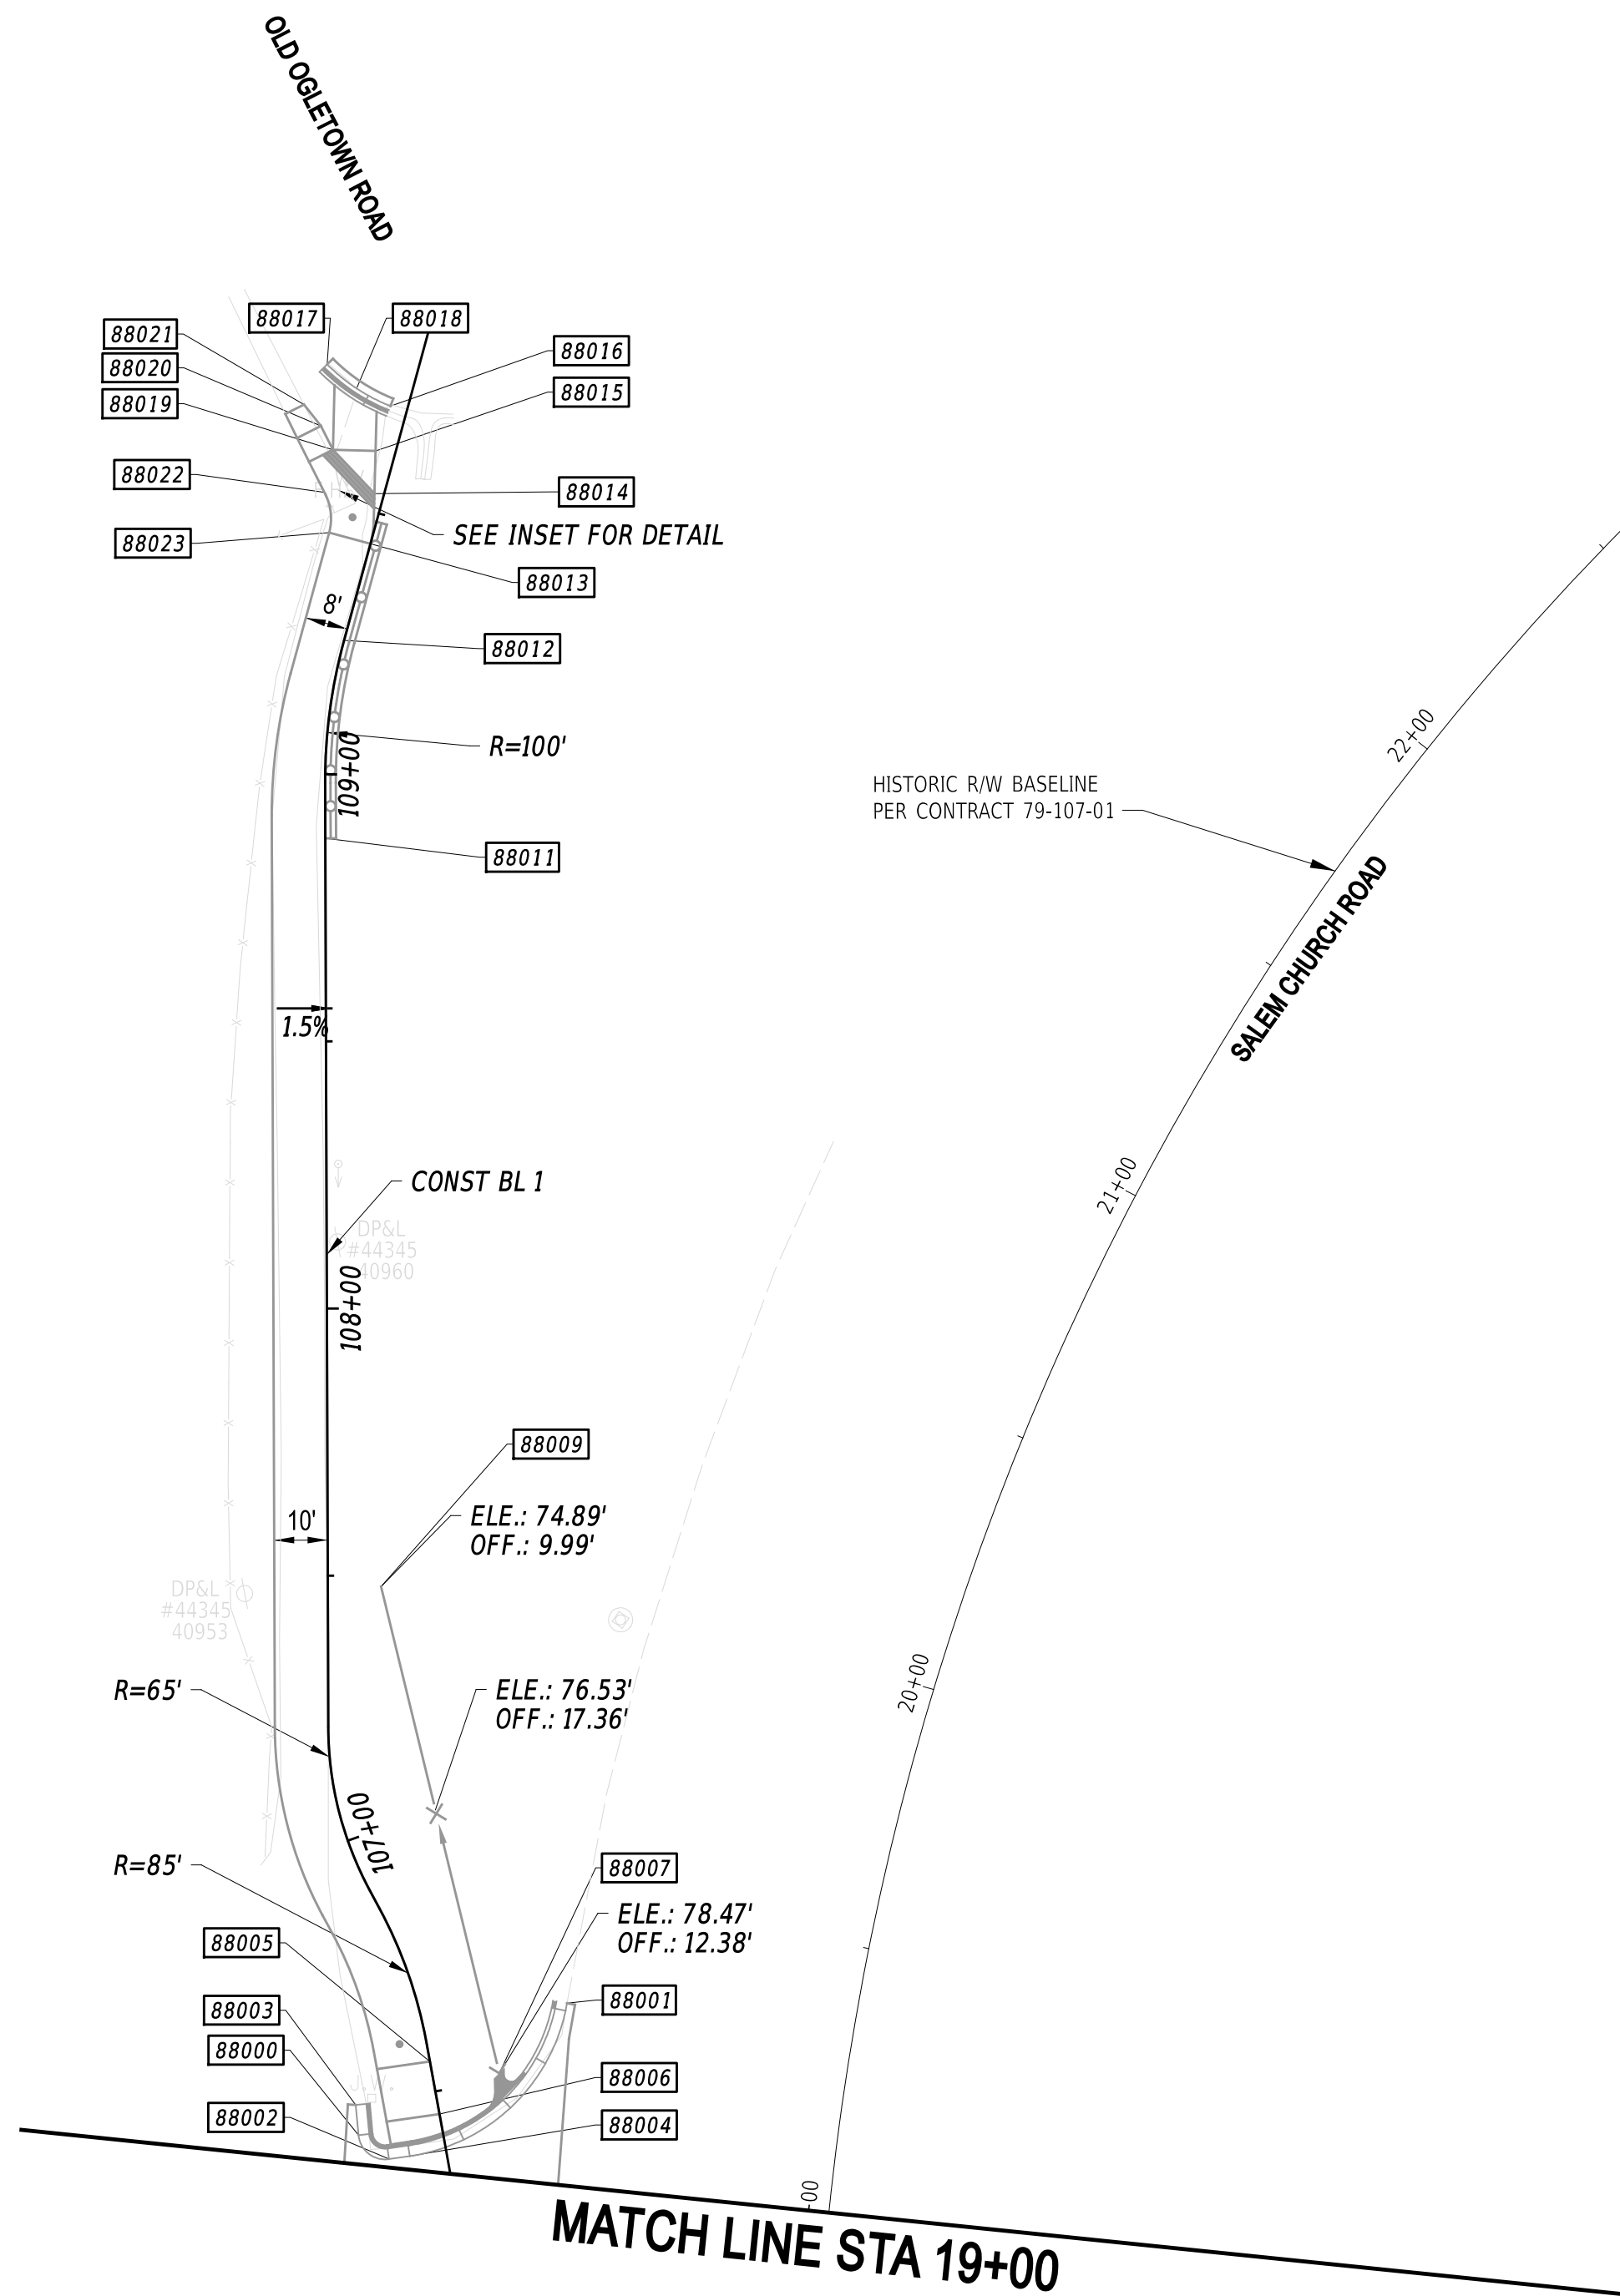 OLD OGLETOWN ROAD
88017
88018
88021
88016
88020
88015
88019
88022
88014
SEE INSET FOR DETAIL
88023
88013
8'
88012
R=100'
109+00
22+00
HISTORIC R/W BASELINE
PER CONTRACT 79-107-01
88011
SALEM CHURCH ROAD
1.5%
CONST BL 1
21+00
DP&L
#44345
40960
108+00
88009
ELE.: 74.89'
OFF.: 9.99'
10'
DP&L
#44345
40953
20+00
R=65'
ELE.: 76.53'
OFF.: 17.36'
107+00
R=85'
88007
ELE.: 78.47'
OFF.: 12.38'
88005
88001
88003
88000
88006
J.W.
88002
88004
00
MATCH LINE STA 19+00